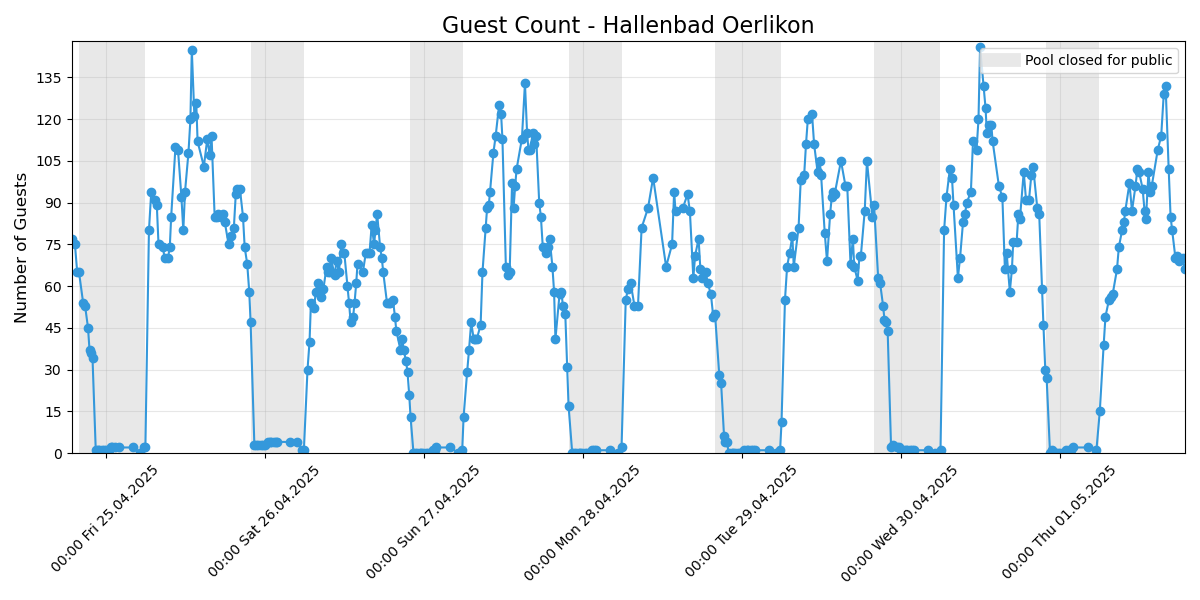 Guest Count - Hallenbad Oerlikon
Pool closed for public
Number of Guests
135
120
105
90
75
60
45
30
15
0
00:00 Fri 25.04.2025
00:00 Sat 26.04.2025
00:00 Sun 27.04.2025
00:00 Mon 28.04.2025
00:00 Tue 29.04.2025
00:00 Wed 30.04.2025
00:00 Thu 01.05.2025